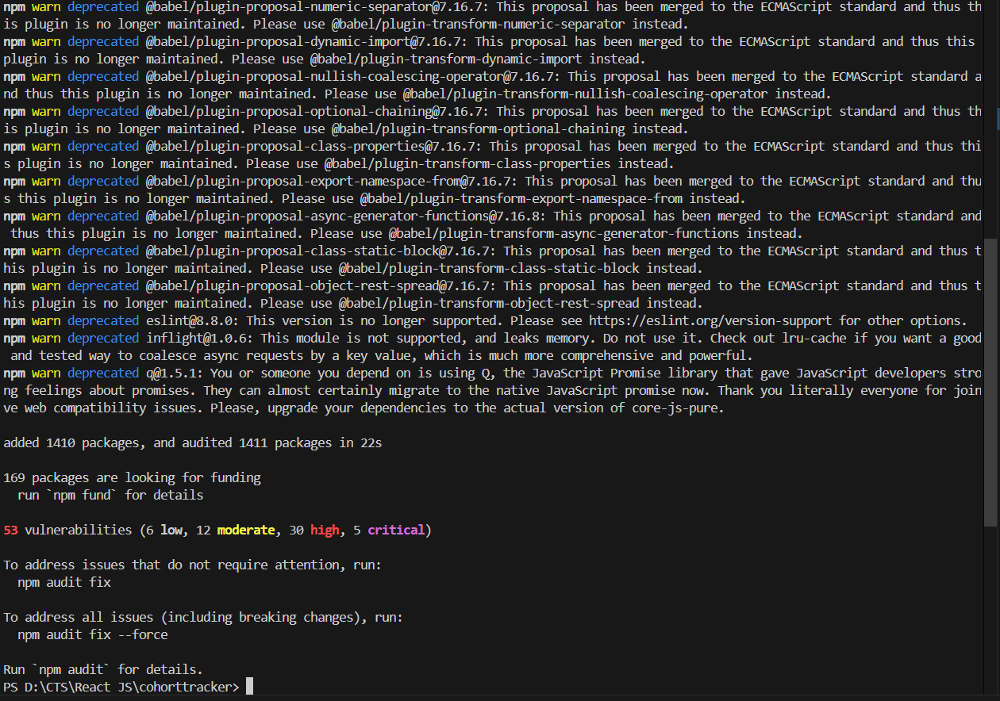 npm warn deprecated @babel/plugin-proposal-numeric-separator@7.16.7: This proposal has been merged to the ECMAScript standard and thus th
is plugin is no longer maintained. Please use @babel/plugin-transform-numeric-separator instead.
npm warn deprecated @babel/plugin-proposal-dynamic-import@7.16.7: This proposal has been merged to the ECMAScript standard and thus this
plugin is no longer maintained. Please use @babel/plugin-transform-dynamic-import instead.
npm warn deprecated @babel/plugin-proposal-nullish-coalescing-operator@7.16.7: This proposal has been merged to the ECMAScript standard a
nd thus this plugin is no longer maintained. Please use @babel/plugin-transform-nullish-coalescing-operator instead.
npm warn deprecated @babel/plugin-proposal-optional-chaining@7.16.7: This proposal has been merged to the ECMAScript standard and thus th
is plugin is no longer maintained. Please use @babel/plugin-transform-optional-chaining instead.
npm warn deprecated @babel/plugin-proposal-class-properties@7.16.7: This proposal has been merged to the ECMAScript standard and thus thi
s plugin is no longer maintained. Please use @babel/plugin-transform-class-properties instead.
npm warn deprecated @babel/plugin-proposal-export-namespace-from@7.16.7: This proposal has been merged to the ECMAScript standard and thu
s this plugin is no longer maintained. Please use @babel/plugin-transform-export-namespace-from instead.
npm warn deprecated @babel/plugin-proposal-async-generator-functions@7.16.8: This proposal has been merged to the ECMAScript standard and
 thus this plugin is no longer maintained. Please use @babel/plugin-transform-async-generator-functions instead.
npm warn deprecated @babel/plugin-proposal-class-static-block@7.16.7: This proposal has been merged to the ECMAScript standard and thus t
his plugin is no longer maintained. Please use @babel/plugin-transform-class-static-block instead.
npm warn deprecated @babel/plugin-proposal-object-rest-spread@7.16.7: This proposal has been merged to the ECMAScript standard and thus t
his plugin is no longer maintained. Please use @babel/plugin-transform-object-rest-spread instead.
npm warn deprecated eslint@8.8.0: This version is no longer supported. Please see https://eslint.org/version-support for other options.
npm warn deprecated inflight@1.0.6: This module is not supported, and leaks memory. Do not use it. Check out lru-cache if you want a good
 and tested way to coalesce async requests by a key value, which is much more comprehensive and powerful.
npm warn deprecated q@1.5.1: You or someone you depend on is using Q, the JavaScript Promise library that gave JavaScript developers stro
ng feelings about promises. They can almost certainly migrate to the native JavaScript promise now. Thank you literally everyone for join
ve web compatibility issues. Please, upgrade your dependencies to the actual version of core-js-pure.
added 1410 packages, and audited 1411 packages in 22s
169 packages are looking for funding
  run `npm fund` for details
53 vulnerabilities (6 low, 12 moderate, 30 high, 5 critical)
To address issues that do not require attention, run:
  npm audit fix
To address all issues (including breaking changes), run:
  npm audit fix --force
Run `npm audit` for details.
PS D:\CTS\React JS\cohorttracker>